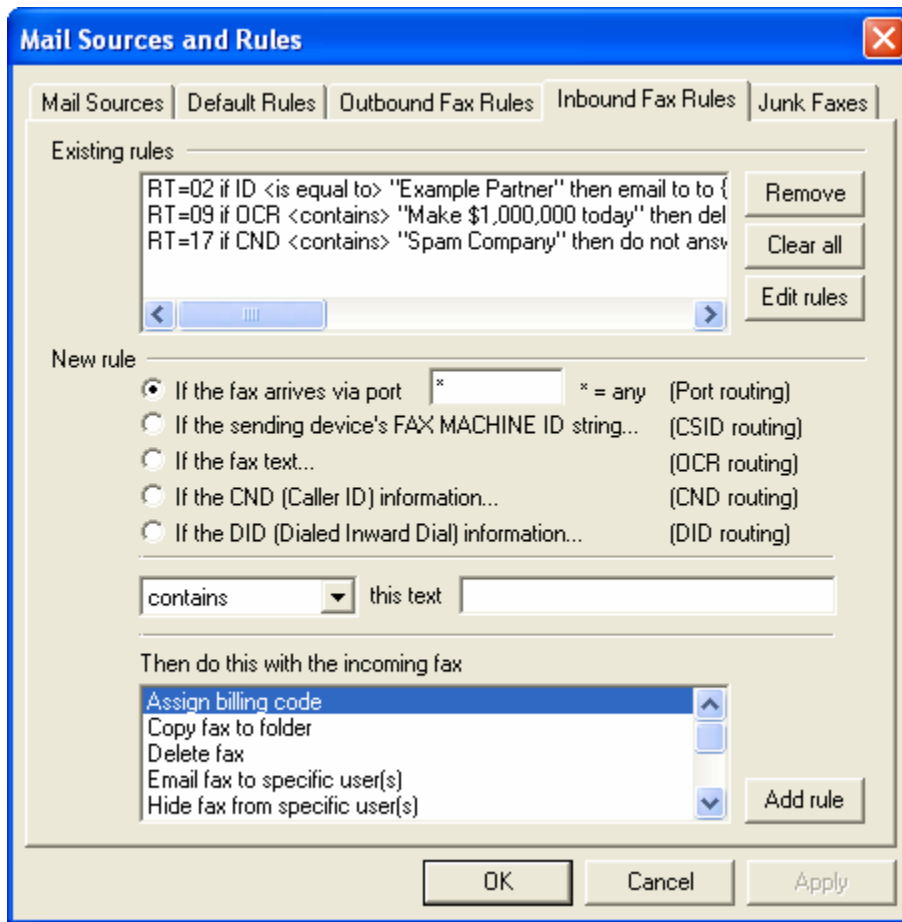 Mail Sources and Rules
Mail Sources Default Rules Outbound Fax Rules Inbound Fax Rules Junk Faxes
Existing rules
RT=02 if ID <is equal to> "Example Partner" then email to to {
RT=09 if OCR <contains> "Make $1,000,000 today" then del
RT=17 if CND <contains> "Spam Company" then do not answ
Remove
Clear all
Edit rules
New rule
If the fax arrives via port * * = any (Port routing)
If the sending device's FAX MACHINE ID string... (CSID routing)
If the fax text... (OCR routing)
If the CND (Caller ID) information... (CND routing)
If the DID (Dialed Inward Dial) information... (DID routing)
contains this text
Then do this with the incoming fax
Assign billing code
Copy fax to folder
Delete fax
Email fax to specific user(s)
Hide fax from specific user(s)
Add rule
OK Cancel Apply